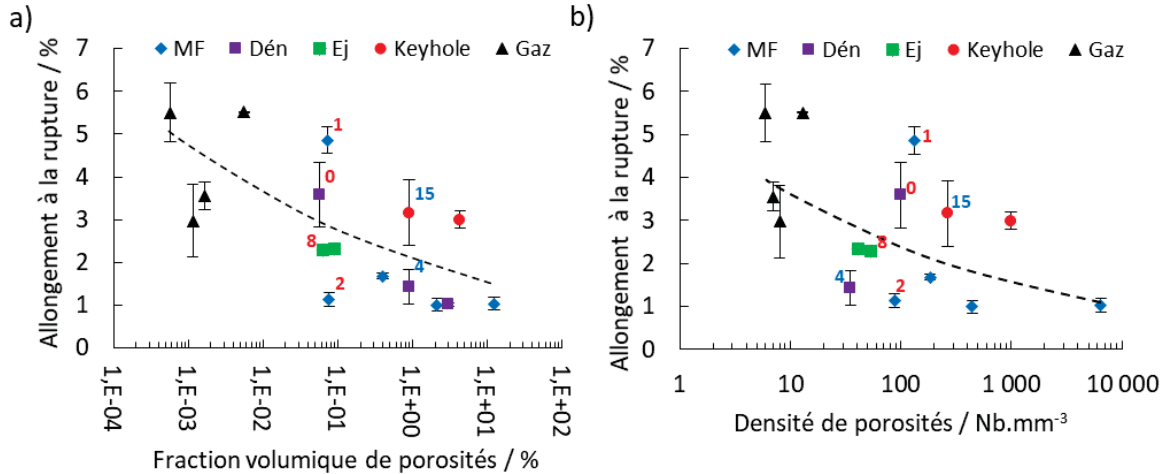 a)
MF Dén Ej Keyhole Gaz
Allongement à la rupture / %
7
6
5
4
3
2
1
0
1
0
15
8
4
2
1,E-04 1,E-03 1,E-02 1,E-01 1,E+00 1,E+01 1,E+02
Fraction volumique de porosités / %
b)
MF Dén Ej Keyhole Gaz
Allongement à la rupture / %
7
6
5
4
3
2
1
0
1
0
15
8
4
2
1 10 100 1 000 10 000
Densité de porosités / Nb.mm⁻³